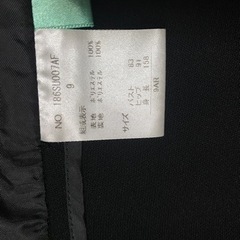 NO. 186SU007AF
9
組成表示
表地 ポリエステル 100%
裏地 ポリエステル 100%
サイズ
バスト 83
ヒップ 91
身長 158
9AR